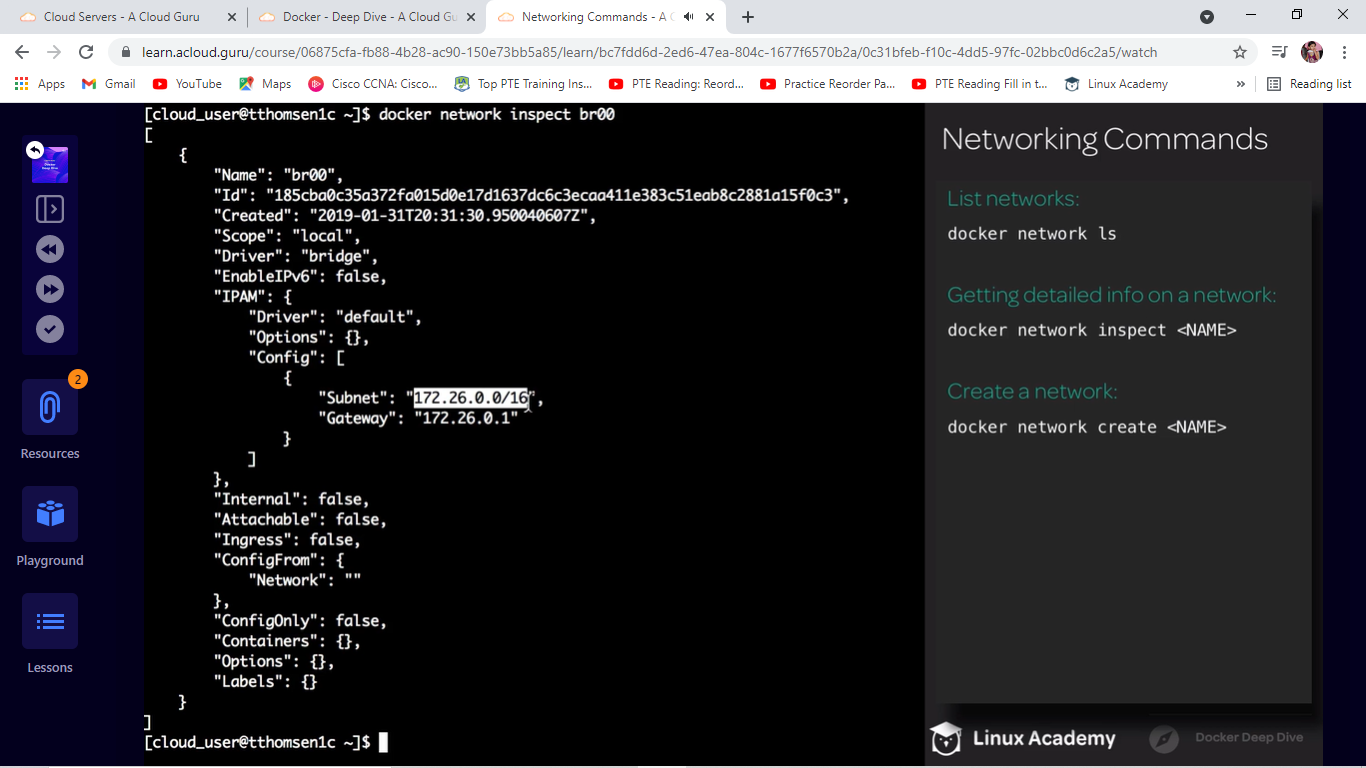 Cloud Servers - A Cloud Guru
Docker - Deep Dive - A Cloud Gu
Networking Commands - A C
learn.acloud.guru/course/06875cfa-fb88-4b28-ac90-150e73bb5a85/learn/bc7fdd6d-2ed6-47ea-804c-1677f6570b2a/0c31bfeb-f10c-4dd5-97fc-02bbc0d6c2a5/watch
Apps
Gmail
YouTube
Maps
Cisco CCNA: Cisco...
Top PTE Training Ins...
PTE Reading: Reord...
Practice Reorder Pa...
PTE Reading Fill in t...
Linux Academy
»
Reading list
2
Resources
Playground
Lessons
[cloud_user@tthomsen1c ~]$ docker network inspect br00
[
{
"Name": "br00",
"Id": "185cba0c35a372fa015d0e17d1637dc6c3ecaa411e383c51eab8c2881a15f0c3",
"Created": "2019-01-31T20:31:30.950040607Z",
"Scope": "local",
"Driver": "bridge",
"EnableIPv6": false,
"IPAM": {
"Driver": "default",
"Options": {},
"Config": [
{
"Subnet": "172.26.0.0/16",
"Gateway": "172.26.0.1"
}
]
},
"Internal": false,
"Attachable": false,
"Ingress": false,
"ConfigFrom": {
"Network": ""
},
"ConfigOnly": false,
"Containers": {},
"Options": {},
"Labels": {}
}
]
[cloud_user@tthomsen1c ~]$
Networking Commands
List networks:
docker network ls
Getting detailed info on a network:
docker network inspect <NAME>
Create a network:
docker network create <NAME>
Linux Academy
Docker Deep Dive